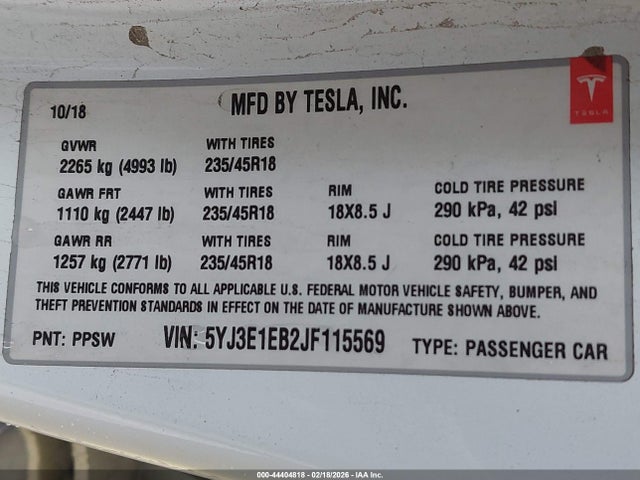 10/18 MFD BY TESLA, INC.
TESLA
GVWR WITH TIRES
2265 kg (4993 lb) 235/45R18
GAWR FRT WITH TIRES RIM COLD TIRE PRESSURE
1110 kg (2447 lb) 235/45R18 18X8.5 J 290 kPa, 42 psi
GAWR RR WITH TIRES RIM COLD TIRE PRESSURE
1257 kg (2771 lb) 235/45R18 18X8.5 J 290 kPa, 42 psi
THIS VEHICLE CONFORMS TO ALL APPLICABLE U.S. FEDERAL MOTOR VEHICLE SAFETY, BUMPER, AND
THEFT PREVENTION STANDARDS IN EFFECT ON THE DATE OF MANUFACTURE SHOWN ABOVE.
PNT: PPSW VIN: 5YJ3E1EB2JF115569 TYPE: PASSENGER CAR
000-44404818 - 02/18/2026 - IAA Inc.